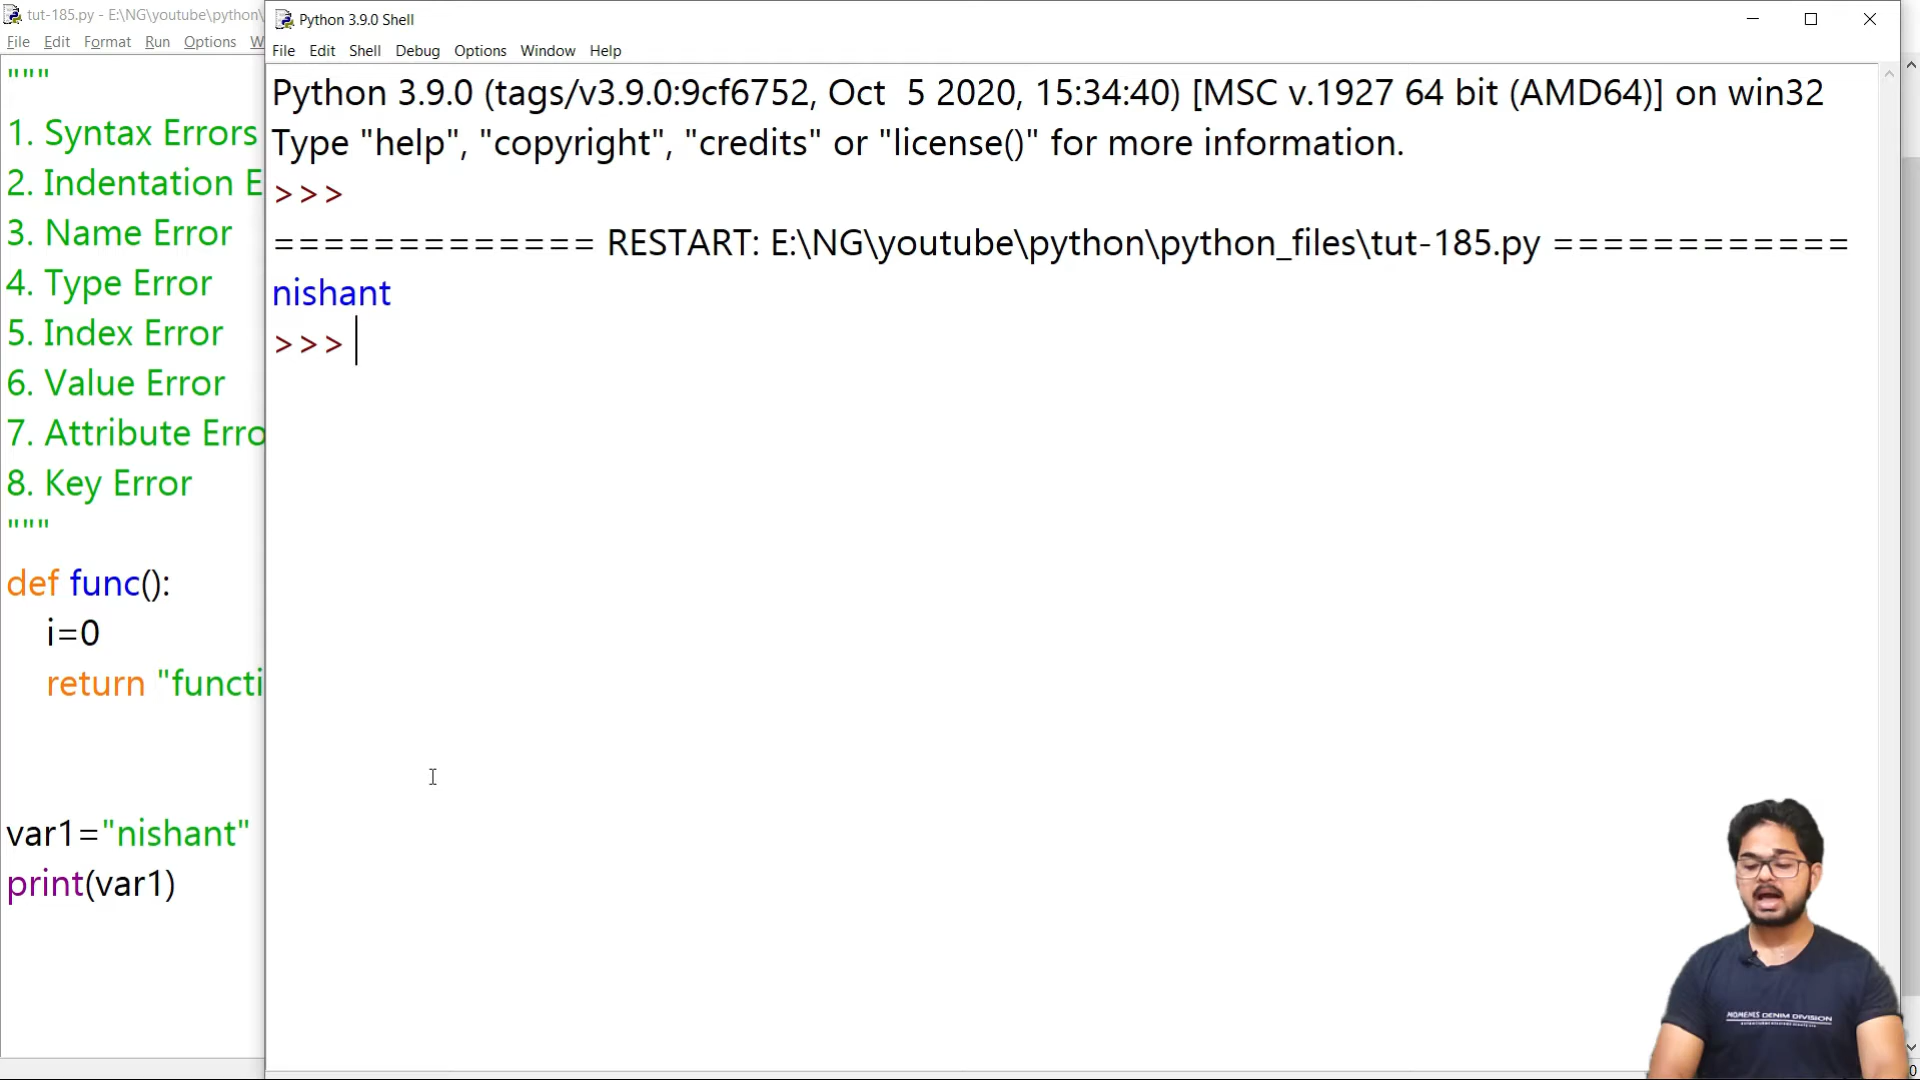 tut-185.py - E:\NG\youtube\python\
File Edit Format Run Options W
"""
1. Syntax Errors
2. Indentation E
3. Name Error
4. Type Error
5. Index Error
6. Value Error
7. Attribute Erro
8. Key Error
"""
def func():
i=0
return "functi
var1="nishant"
print(var1)
Python 3.9.0 Shell
File Edit Shell Debug Options Window Help
Python 3.9.0 (tags/v3.9.0:9cf6752, Oct  5 2020, 15:34:40) [MSC v.1927 64 bit (AMD64)] on win32
Type "help", "copyright", "credits" or "license()" for more information.
>>>
============= RESTART: E:\NG\youtube\python\python_files\tut-185.py ============
nishant
>>>
DENIM DIVISION
0